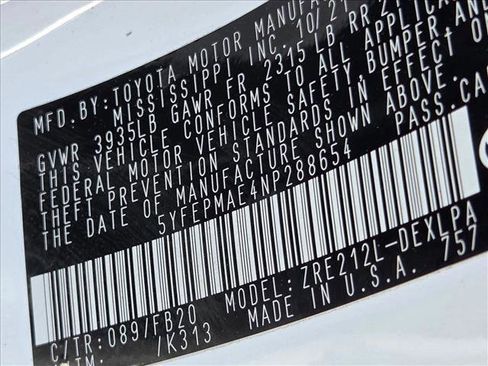 MFD. BY: TOYOTA MOTOR MANUFA
MISSISSIPPI INC. 10/21
GVWR 3935LB GAWR FR 2315 LB RR 21
THIS VEHICLE CONFORMS TO ALL APPLICA
FEDERAL MOTOR VEHICLE SAFETY, BUMPER, AND
THEFT PREVENTION STANDARDS IN EFFECT O
THE DATE OF MANUFACTURE SHOWN ABOVE.
5YFEPMAE4NP288654 PASS. CA
C/TR: 089/FB20 MODEL: ZRE212L-DEXLPA
/K313 MADE IN U.S.A. 757